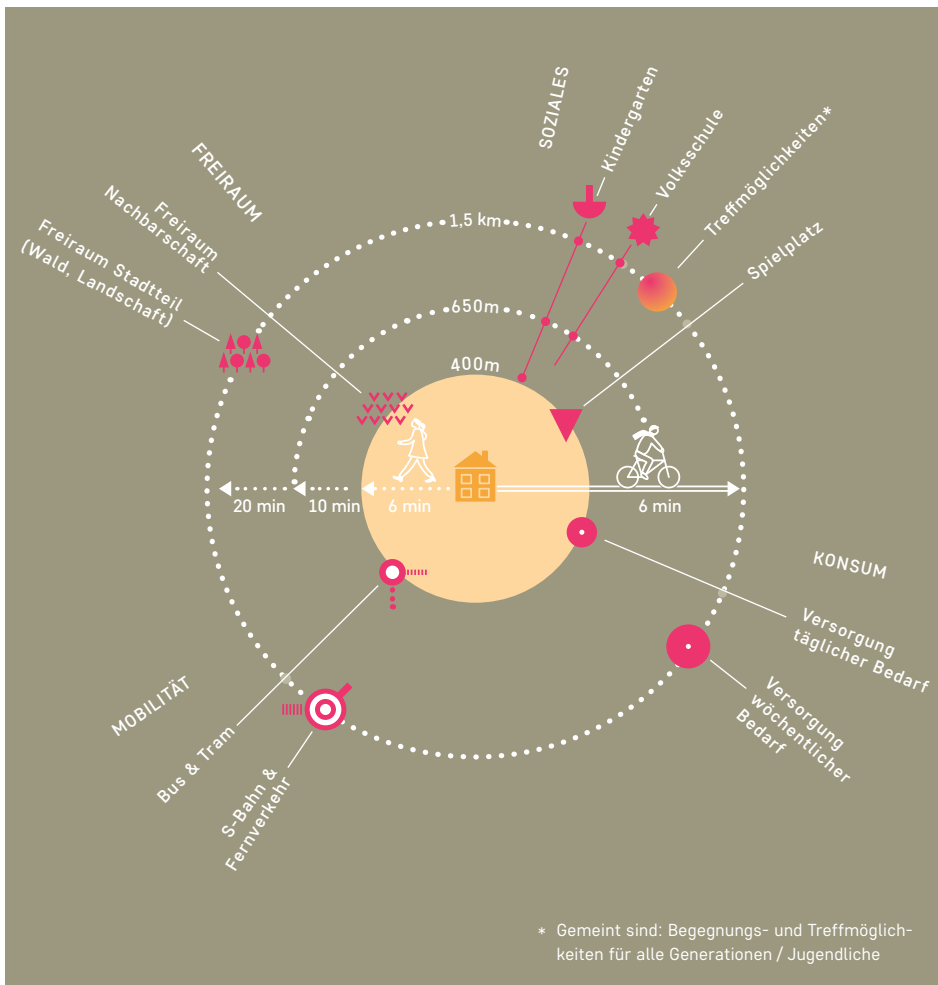 SOZIALES
Kindergarten
Volksschule
Treffmöglichkeiten*
Spielplatz
FREIRAUM
Freiraum
Nachbarschaft
Freiraum Stadtteil
(Wald, Landschaft)
1,5 km
650m
400m
20 min
10 min
6 min
6 min
KONSUM
Versorgung
täglicher Bedarf
Versorgung
wöchentlicher
Bedarf
MOBILITÄT
Bus & Tram
S-Bahn &
Fernverkehr
* Gemeint sind: Begegnungs- und Treffmöglich-
keiten für alle Generationen / Jugendliche